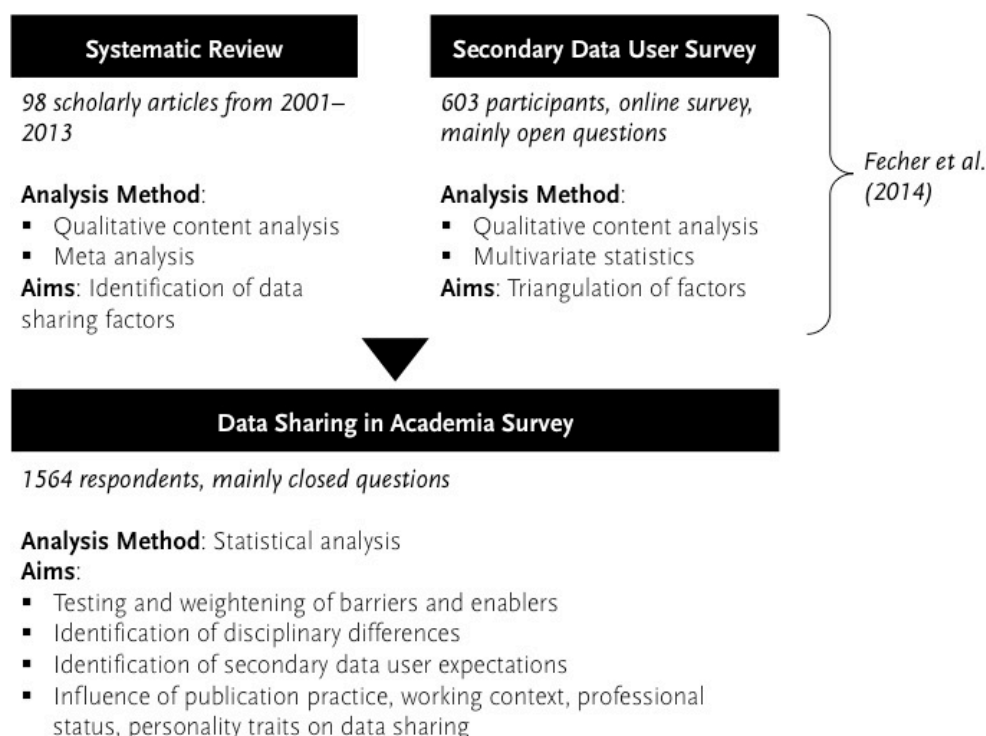 Systematic Review
98 scholarly articles from 2001–
2013
Analysis Method:
▪ Qualitative content analysis
▪ Meta analysis
Aims: Identification of data
sharing factors
Secondary Data User Survey
603 participants, online survey,
mainly open questions
Analysis Method:
▪ Qualitative content analysis
▪ Multivariate statistics
Aims: Triangulation of factors
Fecher et al.
(2014)
Data Sharing in Academia Survey
1564 respondents, mainly closed questions
Analysis Method: Statistical analysis
Aims:
▪ Testing and weightening of barriers and enablers
▪ Identification of disciplinary differences
▪ Identification of secondary data user expectations
▪ Influence of publication practice, working context, professional
status, personality traits on data sharing